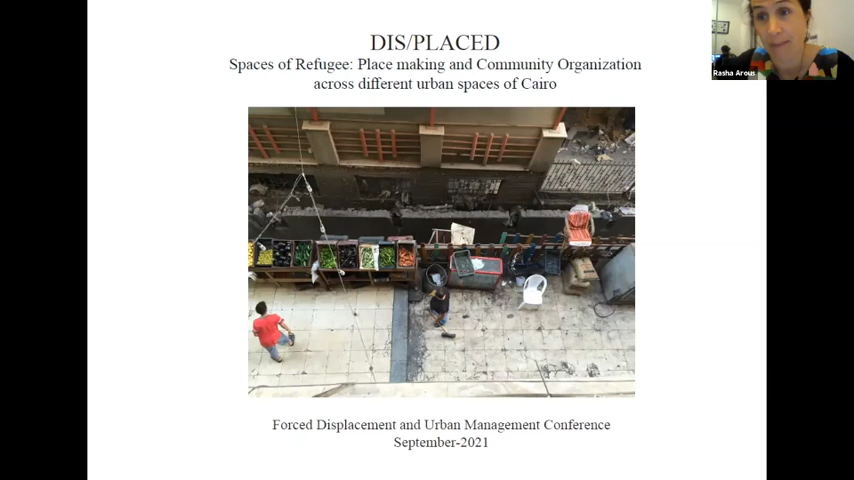 DIS/PLACED
Spaces of Refugee: Place making and Community Organization
across different urban spaces of Cairo
Rasha Arous
Forced Displacement and Urban Management Conference
September-2021